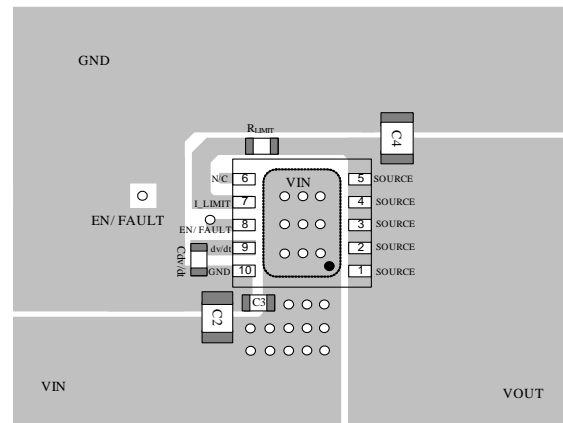 GND
C4
RLIMIT
N/C 6 VIN 5 SOURCE
I_LIMIT 7 4 SOURCE
EN/ FAULT
EN/ FAULT 8 3 SOURCE
Cdv/dt
dv/dt 9 2 SOURCE
GND 10 1 SOURCE
C2
C3
VIN
VOUT